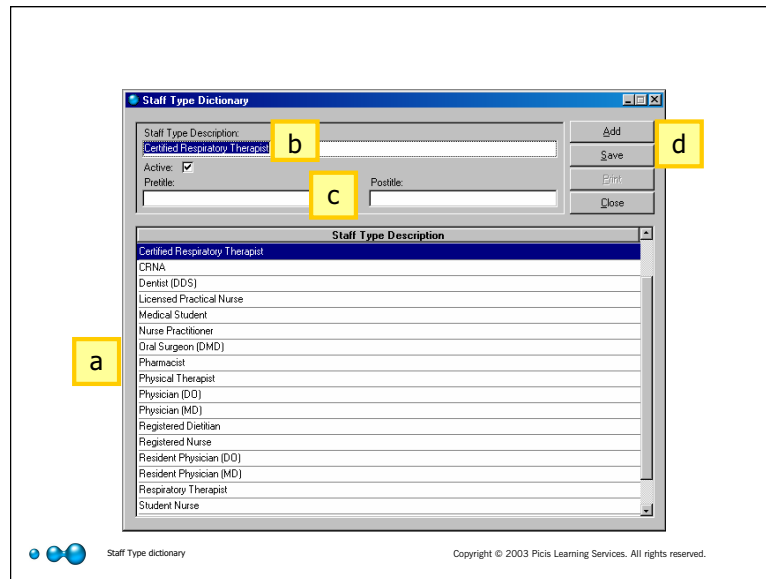 Staff Type Dictionary
Staff Type Description:
b
Certified Respiratory Therapist
Active:
Pretitle:
Postitle:
c
Add
Save
Print
Close
d
Staff Type Description
Certified Respiratory Therapist
CRNA
Dentist (DDS)
Licensed Practical Nurse
Medical Student
Nurse Practitioner
Oral Surgeon (DMD)
a
Pharmacist
Physical Therapist
Physician (DO)
Physician (MD)
Registered Dietitian
Registered Nurse
Resident Physician (DO)
Resident Physician (MD)
Respiratory Therapist
Student Nurse
Staff Type dictionary
Copyright © 2003 Picis Learning Services. All rights reserved.